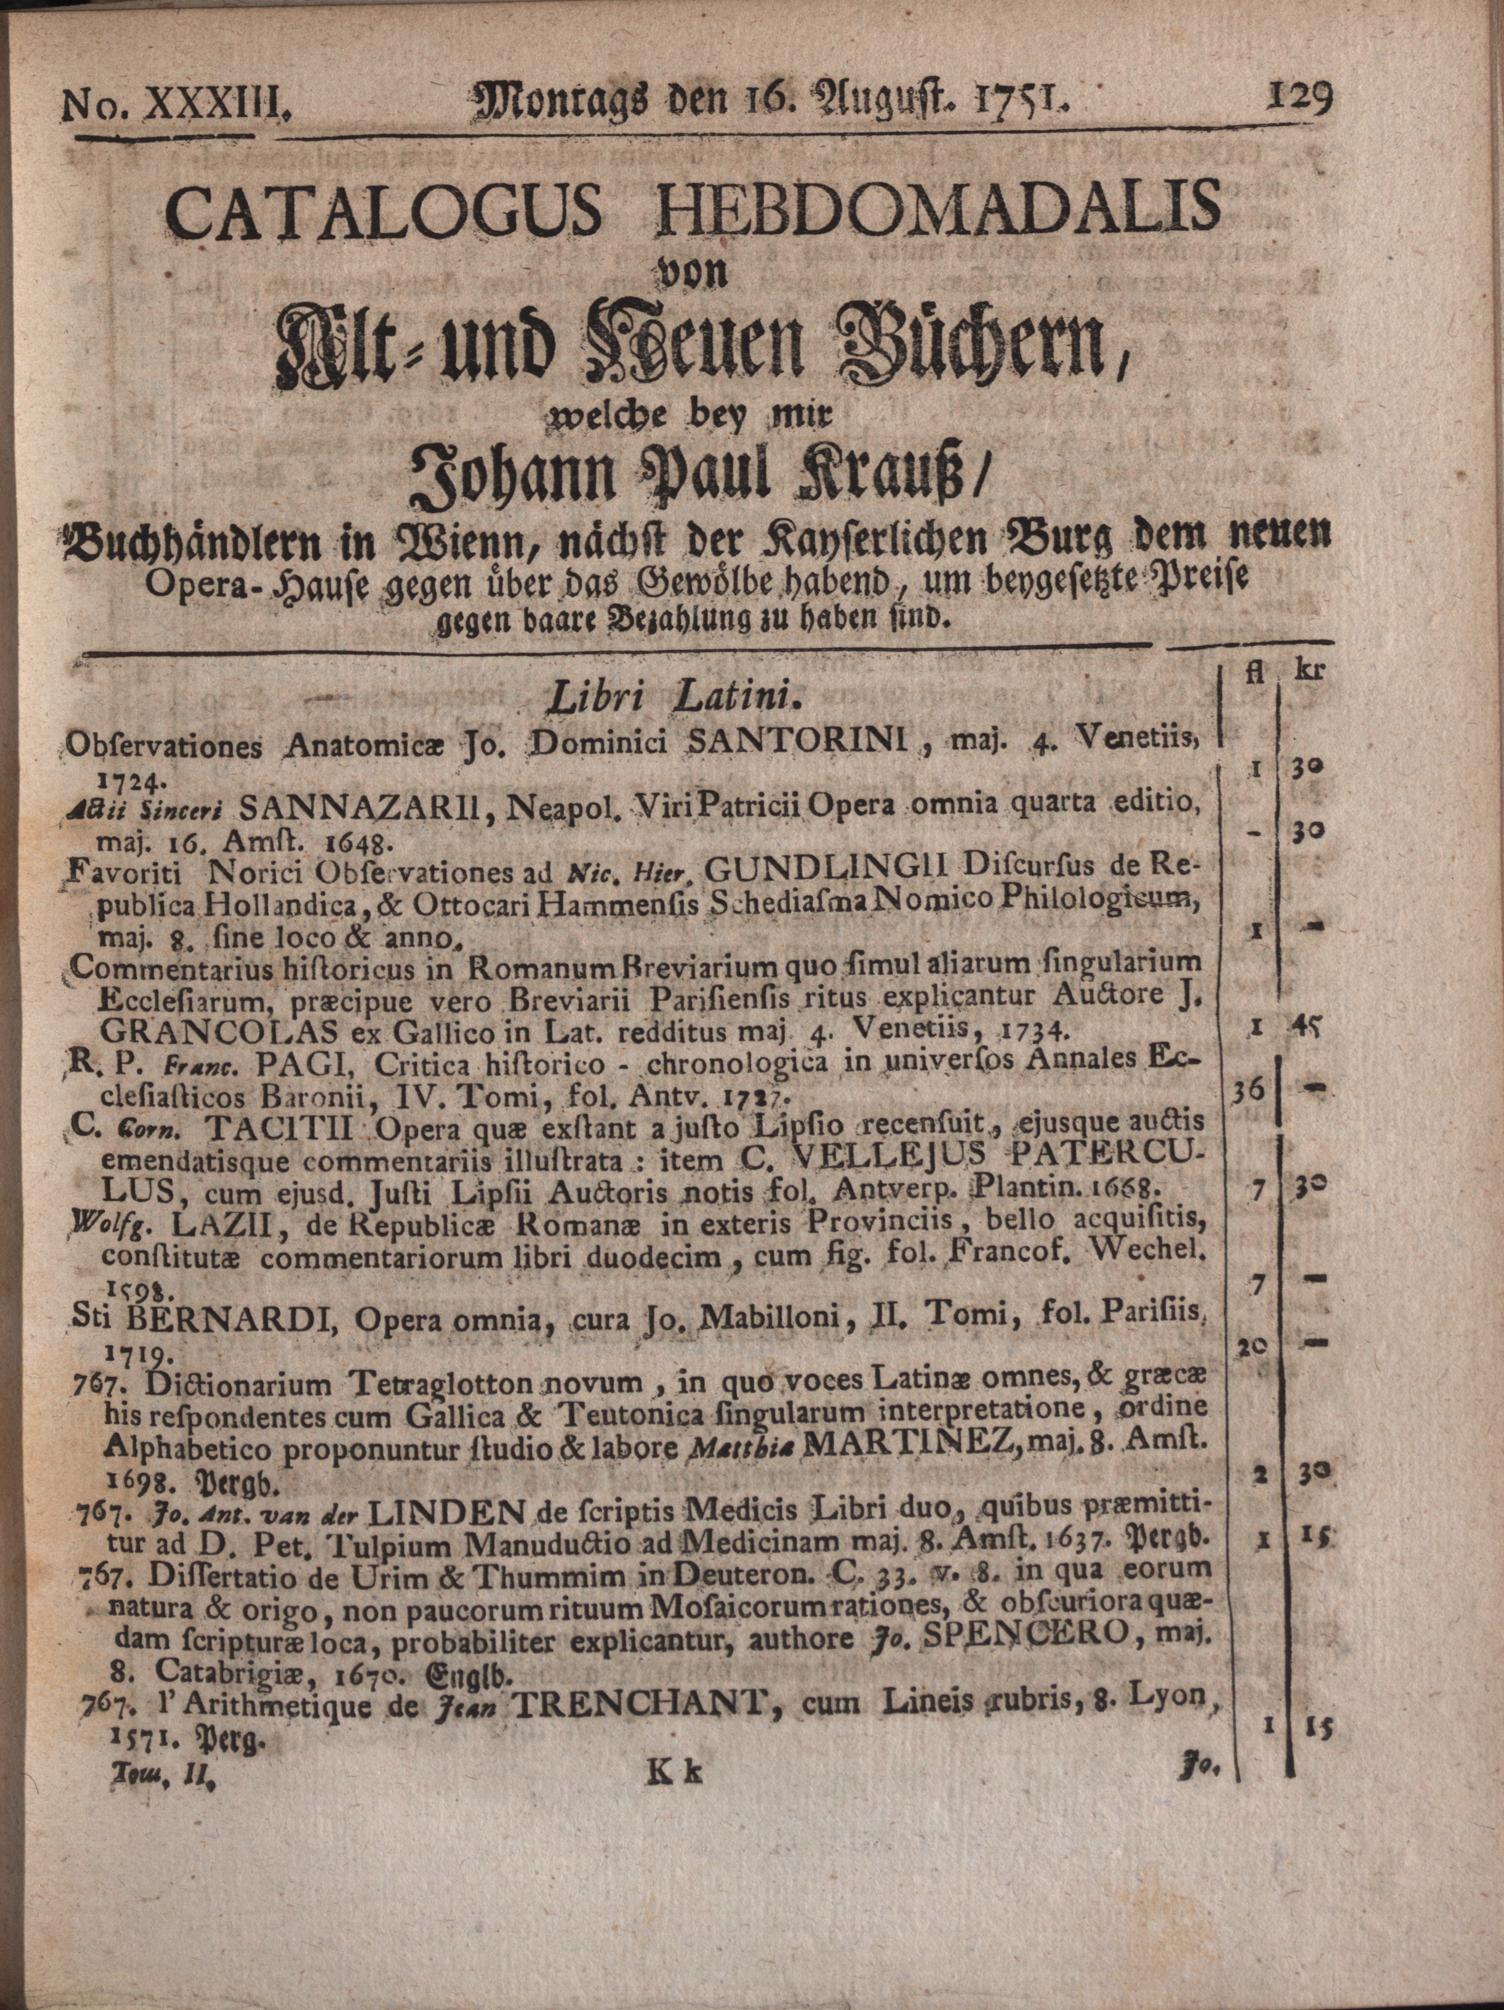 No. XXXIII. Montags den 16. August. 1751. 129
CATALOGUS HEBDOMADALIS
von
Alt- und Neuen Büchern,
welche bey mir
Johann Paul Krauß/
Buchhändlern in Wienn, nächst der Kayserlichen Burg dem neuen
Opera-Hause gegen über das Gewölbe habend, um beygesetzte Preise
gegen baare Bezahlung zu haben sind.
fl kr
Libri Latini.
Obſervationes Anatomicæ Jo. Dominici SANTORINI, maj. 4. Venetiis,
1724. 1 30
Actii Sinceri SANNAZARII, Neapol. Viri Patricii Opera omnia quarta editio,
maj. 16. Amſt. 1648. - 30
Favoriti Norici Obſervationes ad Nic. Hier. GUNDLINGII Diſcurſus de Re-
publica Hollandica, & Ottocari Hammenſis Schediaſma Nomico Philologicum,
maj. 8. ſine loco & anno. 1 -
Commentarius hiſtoricus in Romanum Breviarium quo ſimul aliarum ſingularium
Eccleſiarum, præcipue vero Breviarii Pariſienſis ritus explicantur Auctore J.
GRANCOLAS ex Gallico in Lat. redditus maj 4. Venetiis, 1734. 1 45
R. P. Franc. PAGI, Critica hiſtorico - chronologica in univerſos Annales Ec-
cleſiaſticos Baronii, IV. Tomi, fol. Antv. 1727. 36 -
C. Corn. TACITII Opera quæ exſtant a juſto Lipſio recenſuit, ejusque auctis
emendatisque commentariis illuſtrata : item C. VELLEJUS PATERCU-
LUS, cum ejusd. Juſti Lipſii Auctoris notis fol. Antverp. Plantin. 1668. 7 30
Wolfg. LAZII, de Republicæ Romanæ in exteris Provinciis, bello acquiſitis,
conſtitutæ commentariorum libri duodecim, cum fig. fol. Francof. Wechel.
1598. 7 -
Sti BERNARDI, Opera omnia, cura Jo. Mabilloni, II. Tomi, fol. Pariſiis,
1719. 20 -
767. Dictionarium Tetraglotton novum, in quo voces Latinæ omnes, & græcæ
his reſpondentes cum Gallica & Teutonica ſingularum interpretatione, ordine
Alphabetico proponuntur ſtudio & labore Matthiæ MARTINEZ, maj. 8. Amſt.
1698. Pergb. 2 30
767. Jo. Ant. van der LINDEN de ſcriptis Medicis Libri duo, quibus præmitti-
tur ad D. Pet. Tulpium Manuductio ad Medicinam maj. 8. Amſt. 1637. Pergb. 1 15
767. Diſſertatio de Urim & Thummim in Deuteron. C. 33. v. 8. in qua eorum
natura & origo, non paucorum rituum Moſaicorum rationes, & obſcuriora quæ-
dam ſcripturæ loca, probabiliter explicantur, authore Jo. SPENCERO, maj.
8. Catabrigiæ, 1670. Englb.
767. l'Arithmetique de Jean TRENCHANT, cum Lineis rubris, 8. Lyon,
1571. Perg. 1 15
Tom. II. K k Jo.